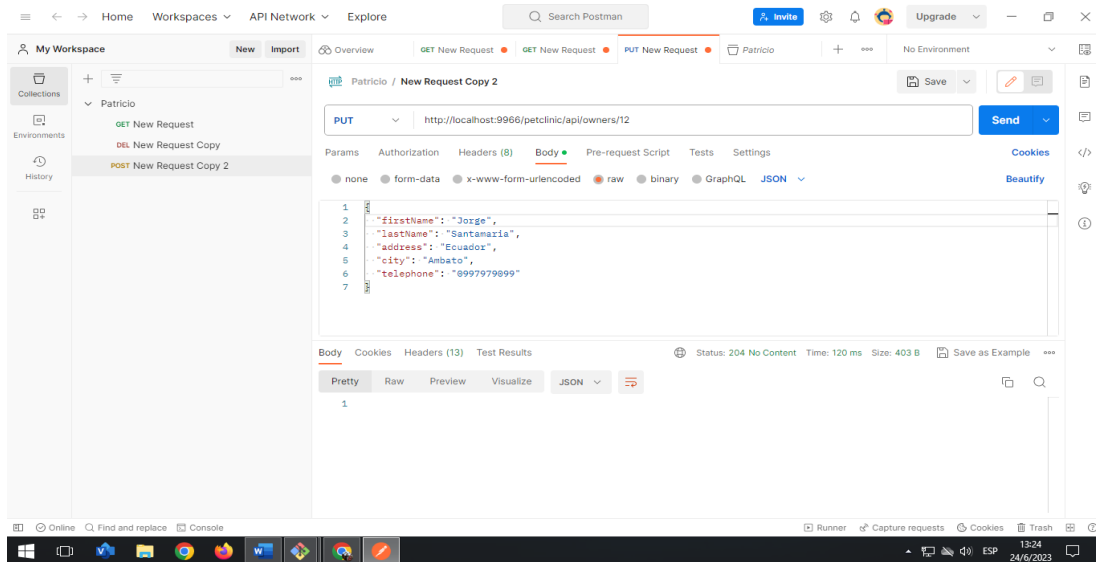 Home Workspaces API Network Explore Search Postman Invite Upgrade
My Workspace New Import Overview GET New Request GET New Request PUT New Request Patricio No Environment
Collections
Environments
History
Patricio
GET New Request
DEL New Request Copy
POST New Request Copy 2
HTTP Patricio / New Request Copy 2 Save
PUT http://localhost:9966/petclinic/api/owners/12 Send
Params Authorization Headers (8) Body Pre-request Script Tests Settings Cookies
none form-data x-www-form-urlencoded raw binary GraphQL JSON Beautify
1 {
2 "firstName": "Jorge",
3 "lastName": "Santamaria",
4 "address": "Ecuador",
5 "city": "Ambato",
6 "telephone": "0997979899"
7 }
Body Cookies Headers (13) Test Results Status: 204 No Content Time: 120 ms Size: 403 B Save as Example
Pretty Raw Preview Visualize JSON
1
Online Find and replace Console Runner Capture requests Cookies Trash
ESP 13:24
24/6/2023